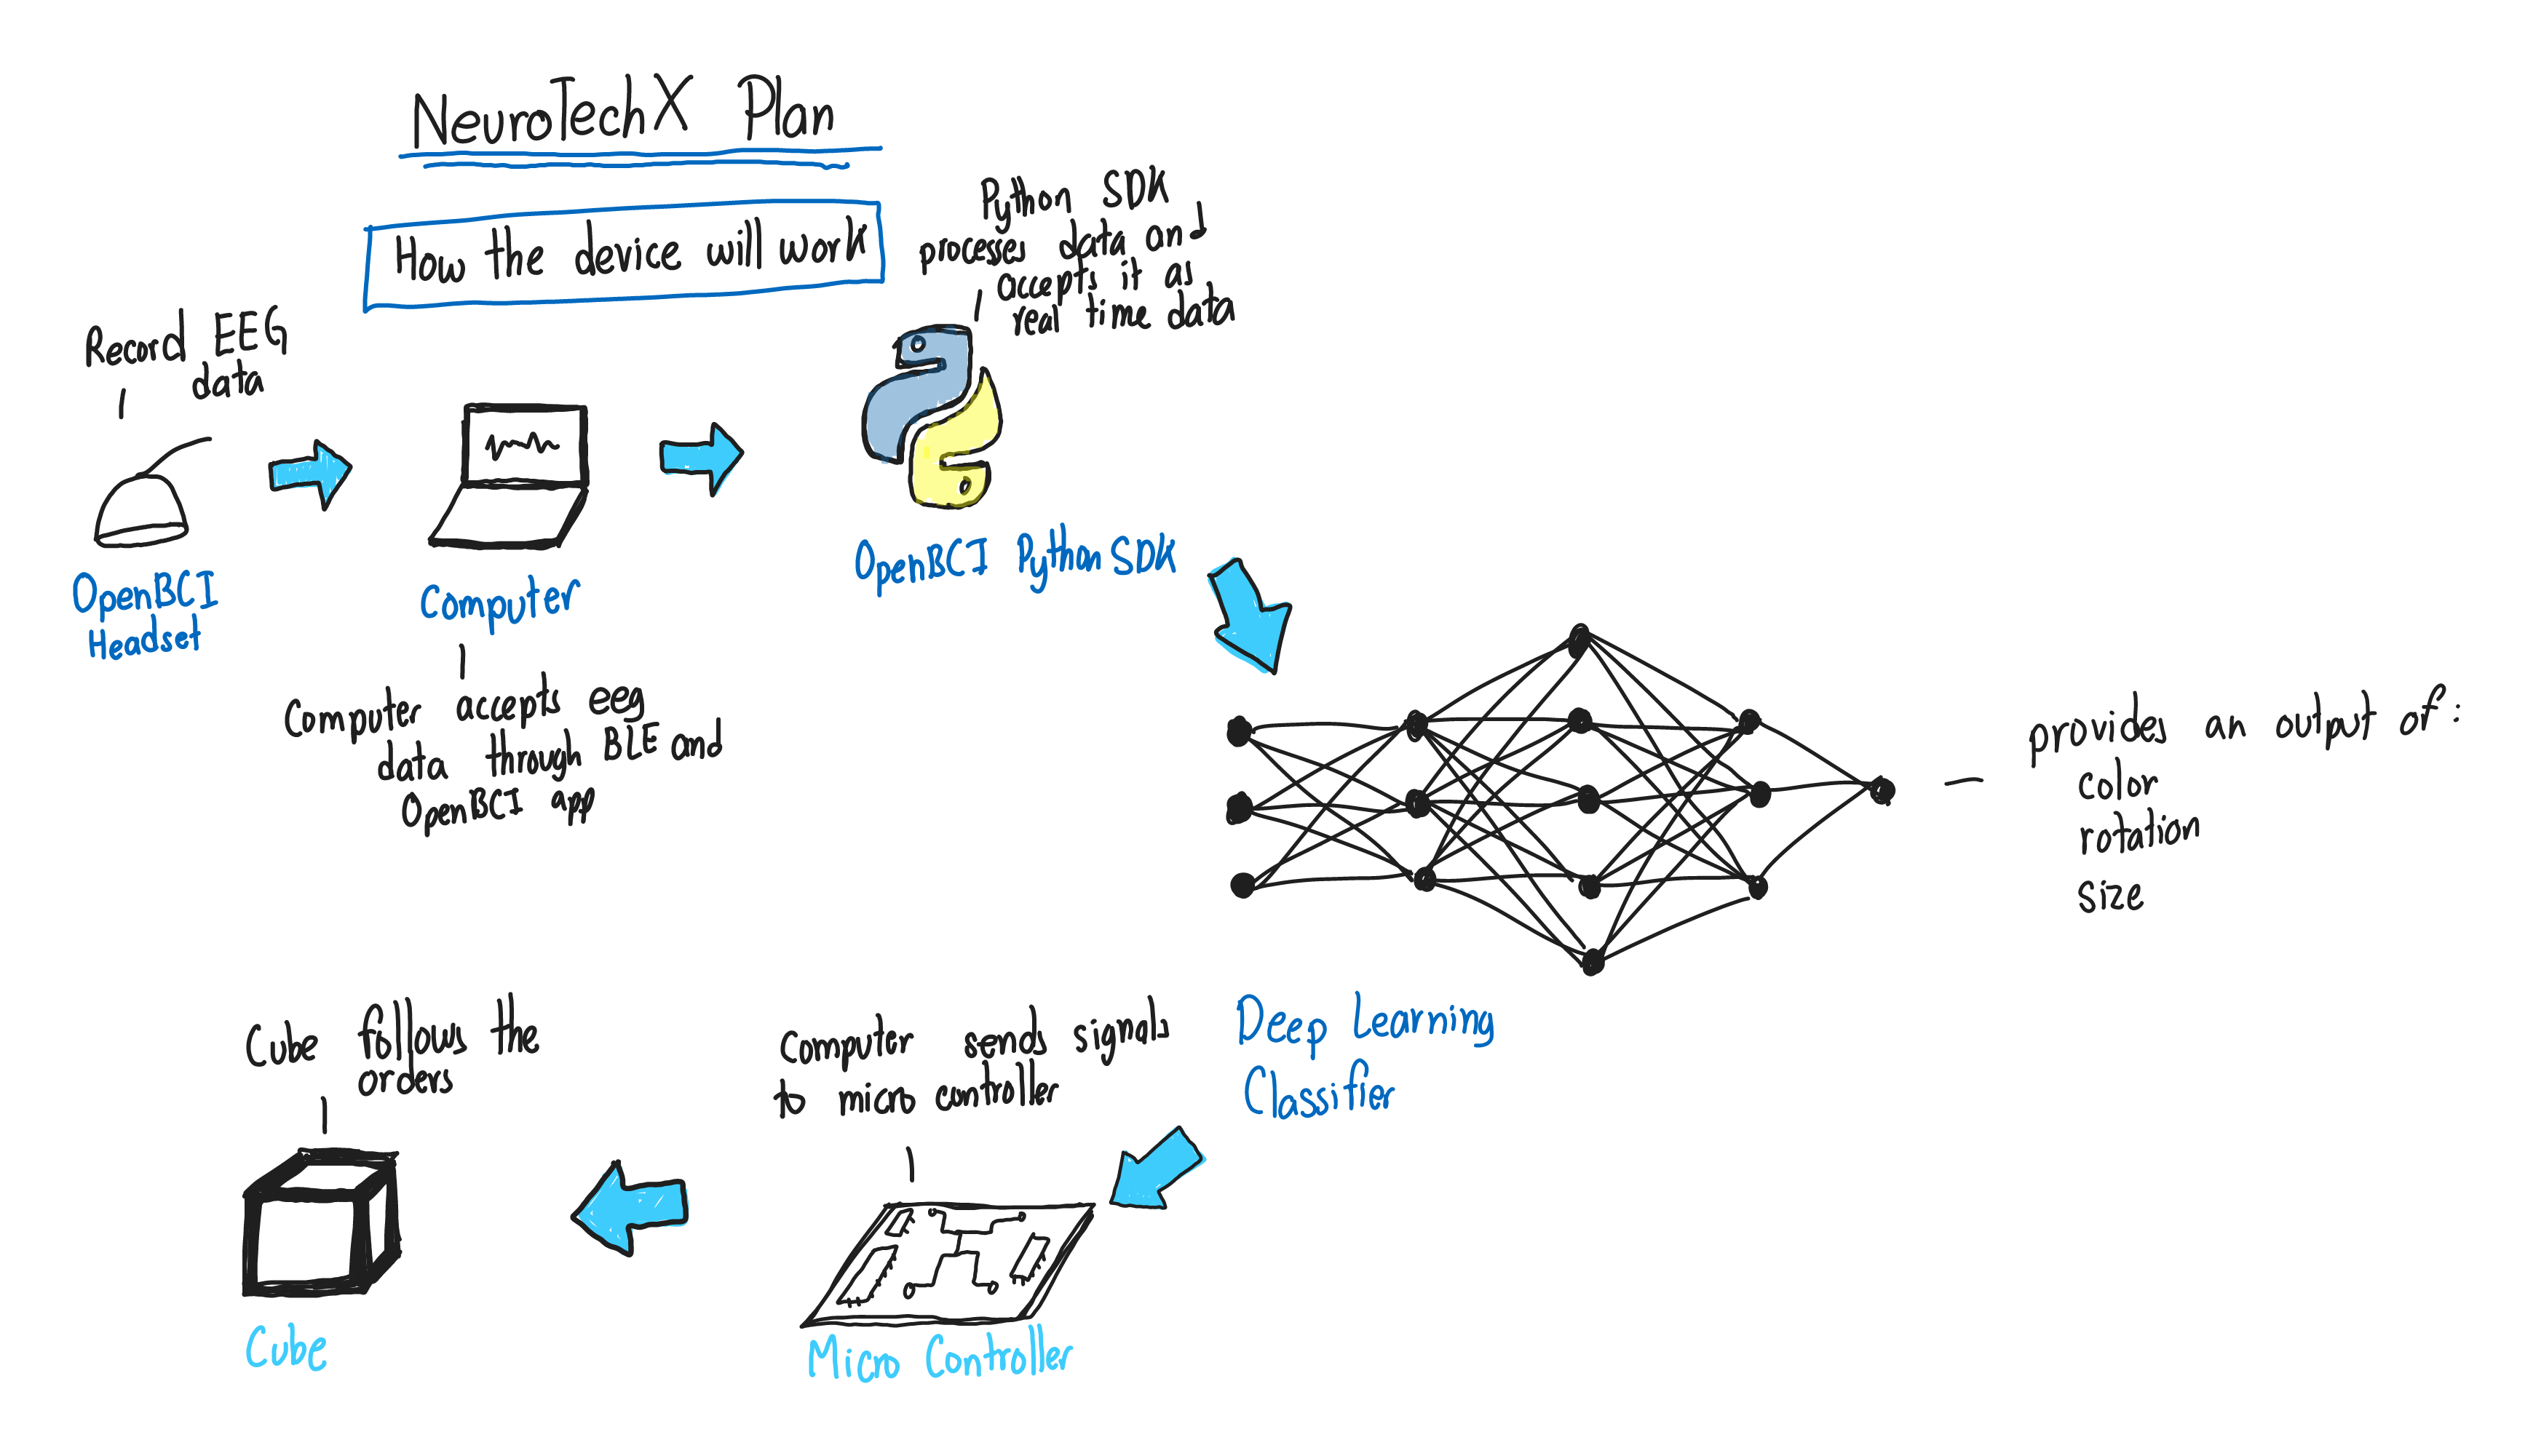 NeuroTechX Plan
How the device will work
Record EEG
data
OpenBCI
Headset
Computer
Computer accepts eeg
data through BLE and
OpenBCI app
Python SDK
processes data and
accepts it as
real time data
OpenBCI Python SDK
provides an output of:
color
rotation
size
Deep Learning
Classifier
Computer sends signals
to micro controller
Micro Controller
Cube follows the
orders
Cube